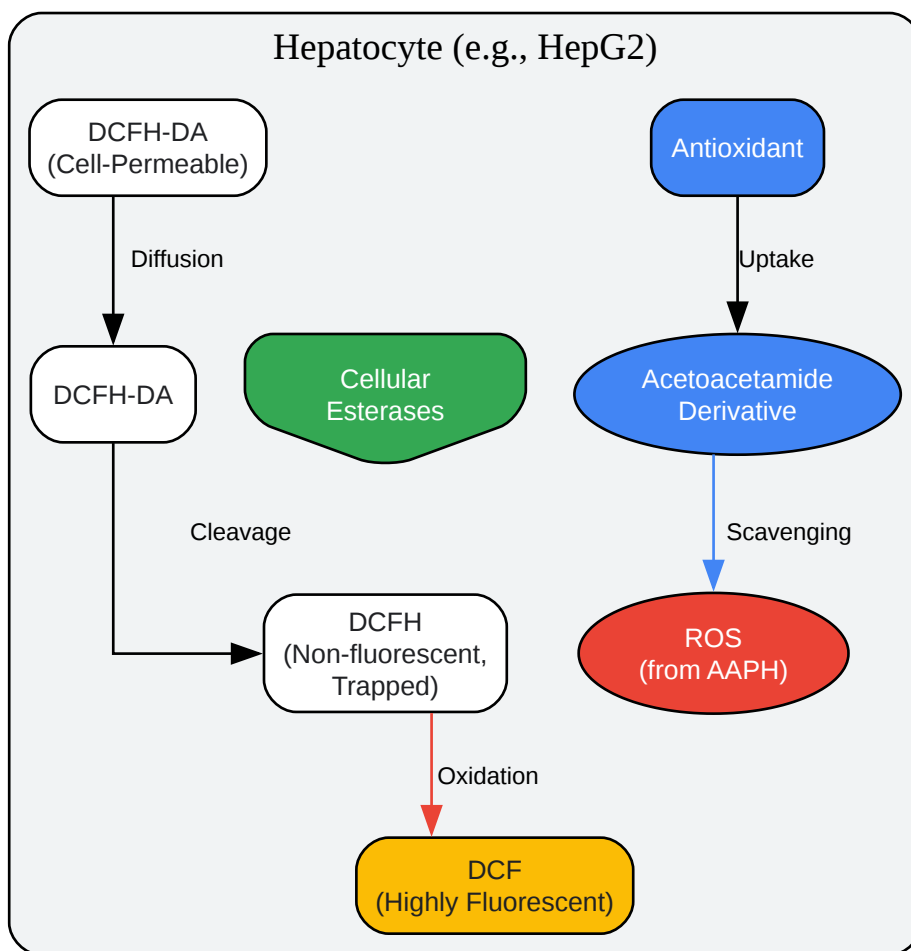 Hepatocyte (e.g., HepG2)
DCFH-DA
(Cell-Permeable)
Antioxidant
Diffusion
Uptake
DCFH-DA
Cellular
Esterases
Acetoacetamide
Derivative
Cleavage
Scavenging
DCFH
(Non-fluorescent,
Trapped)
ROS
(from AAPH)
Oxidation
DCF
(Highly Fluorescent)